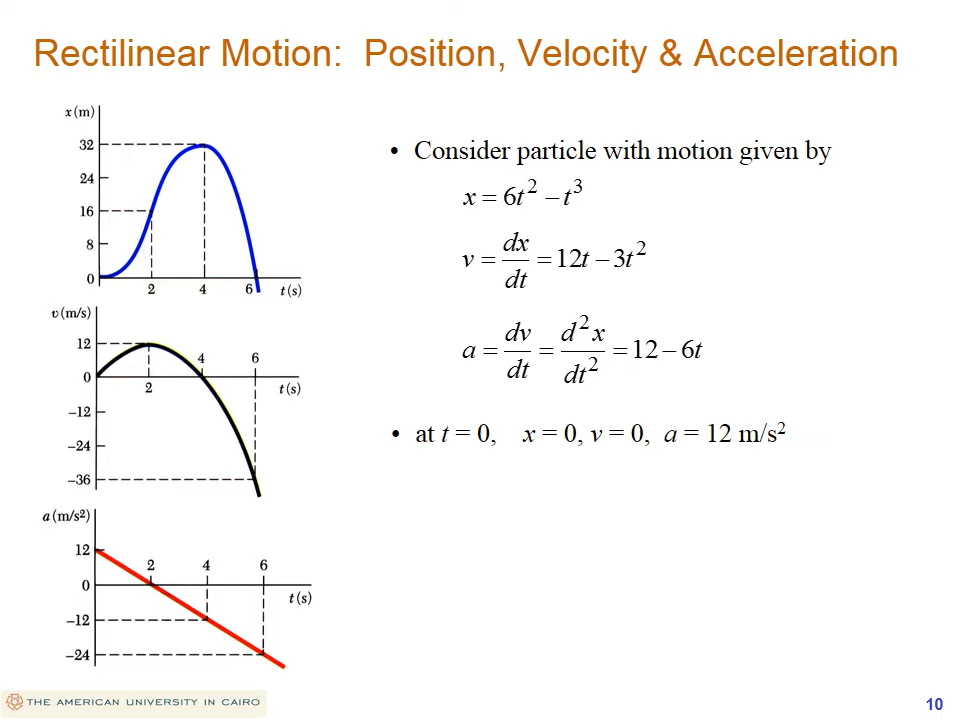 Rectilinear Motion: Position, Velocity & Acceleration
x (m)
32
24
16
8
0
2 4 6 t (s)
v (m/s)
12
0
4 6
2 t (s)
−12
−24
−36
a (m/s²)
12
0
2 4 6
t (s)
−12
−24
• Consider particle with motion given by
x = 6t² − t³
v = dx/dt = 12t − 3t²
a = dv/dt = d²x/dt² = 12 − 6t
• at t = 0, x = 0, v = 0, a = 12 m/s²
THE AMERICAN UNIVERSITY IN CAIRO
10